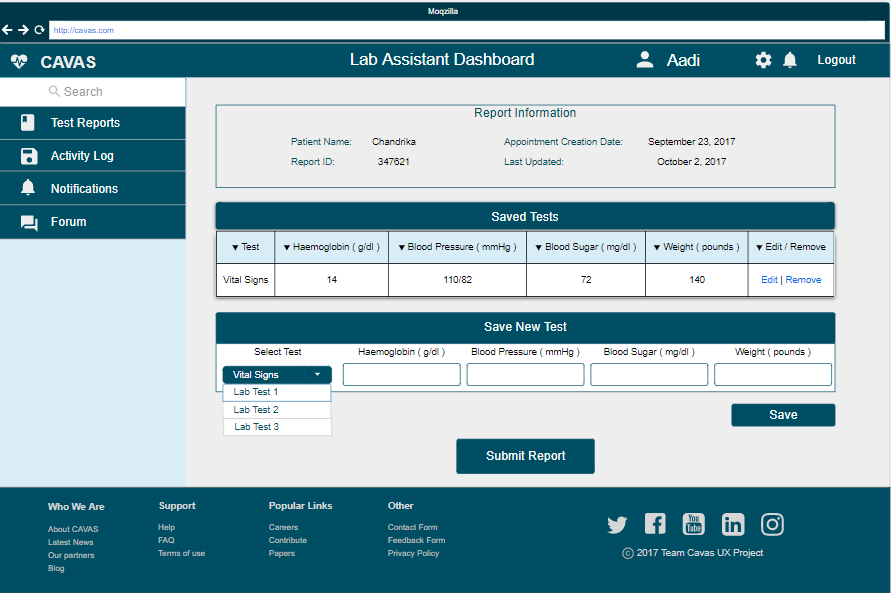 Moqzilla
http://cavas.com
CAVAS
Lab Assistant Dashboard
Aadi
Logout
Search
Test Reports
Activity Log
Notifications
Forum
Report Information
Patient Name: Chandrika Appointment Creation Date: September 23, 2017
Report ID: 347621 Last Updated: October 2, 2017
Saved Tests
▼ Test ▼ Haemoglobin ( g/dl ) ▼ Blood Pressure ( mmHg ) ▼ Blood Sugar ( mg/dl ) ▼ Weight ( pounds ) ▼ Edit / Remove
Vital Signs 14 110/82 72 140 Edit | Remove
Save New Test
Select Test Haemoglobin ( g/dl ) Blood Pressure ( mmHg ) Blood Sugar ( mg/dl ) Weight ( pounds )
Vital Signs
Lab Test 1
Lab Test 2
Lab Test 3
Save
Submit Report
Who We Are
About CAVAS
Latest News
Our partners
Blog
Support
Help
FAQ
Terms of use
Popular Links
Careers
Contribute
Papers
Other
Contact Form
Feedback Form
Privacy Policy
You
Tube
in
© 2017 Team Cavas UX Project